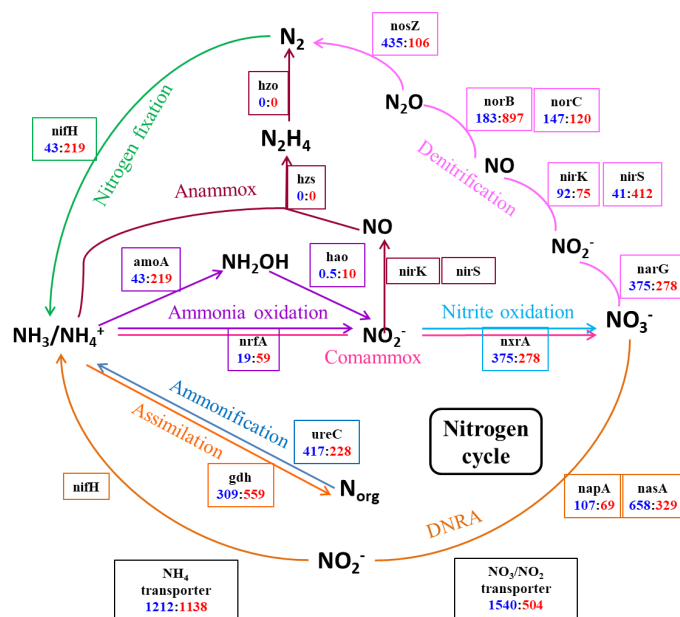 nosZ
435:106
N₂
hzo
0:0
N₂O
norB
183:897
norC
147:120
nifH
43:219
Nitrogen fixation
N₂H₄
NO
Denitrification
nirK
92:75
nirS
41:412
Anammox
hzs
0:0
NO
NO₂⁻
amoA
43:219
NH₂OH
hao
0.5:10
nirK
nirS
narG
375:278
NH₃/NH₄⁺
Ammonia oxidation
NO₂⁻
Nitrite oxidation
NO₃⁻
nrfA
19:59
Comammox
nxrA
375:278
Ammonification
Assimilation
ureC
417:228
Nitrogen
cycle
gdh
309:559
N org
nifH
napA
107:69
nasA
658:329
DNRA
NO₂⁻
NH₄
transporter
1212:1138
NO₃/NO₂
transporter
1540:504